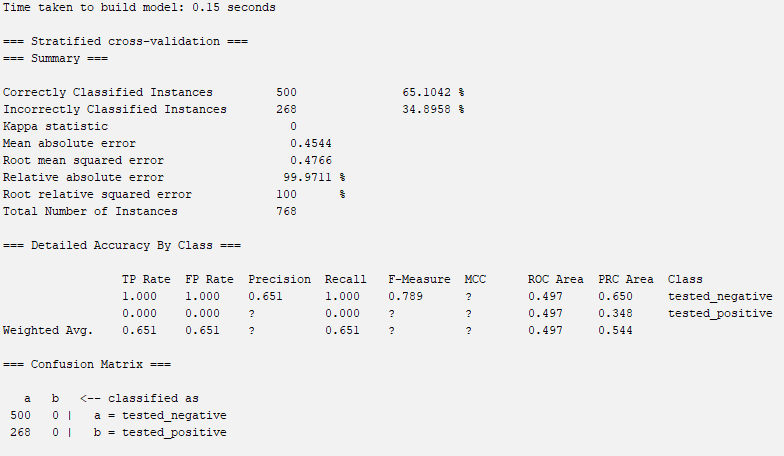 Time taken to build model: 0.15 seconds
=== Stratified cross-validation ===
=== Summary ===
Correctly Classified Instances         500               65.1042 %
Incorrectly Classified Instances       268               34.8958 %
Kappa statistic                          0
Mean absolute error                      0.4544
Root mean squared error                  0.4766
Relative absolute error                 99.9711 %
Root relative squared error            100      %
Total Number of Instances              768
=== Detailed Accuracy By Class ===
                 TP Rate  FP Rate  Precision  Recall   F-Measure  MCC      ROC Area  PRC Area  Class
                 1.000    1.000    0.651      1.000    0.789      ?        0.497     0.650     tested_negative
                 0.000    0.000    ?          0.000    ?          ?        0.497     0.348     tested_positive
Weighted Avg.    0.651    0.651    ?          0.651    ?          ?        0.497     0.544
=== Confusion Matrix ===
   a   b   <-- classified as
 500   0 |   a = tested_negative
 268   0 |   b = tested_positive